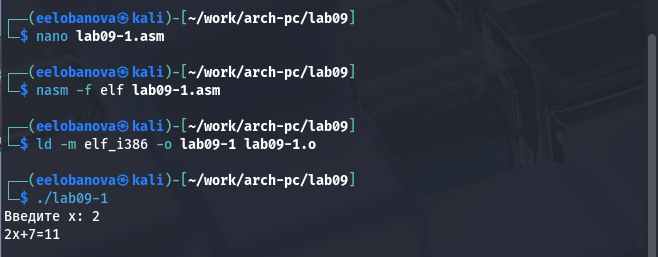 ┌──(eelobanova㉿kali)-[~/work/arch-pc/lab09]
└─$ nano lab09-1.asm
┌──(eelobanova㉿kali)-[~/work/arch-pc/lab09]
└─$ nasm -f elf lab09-1.asm
┌──(eelobanova㉿kali)-[~/work/arch-pc/lab09]
└─$ ld -m elf_i386 -o lab09-1 lab09-1.o
┌──(eelobanova㉿kali)-[~/work/arch-pc/lab09]
└─$ ./lab09-1
Введите x: 2
2x+7=11